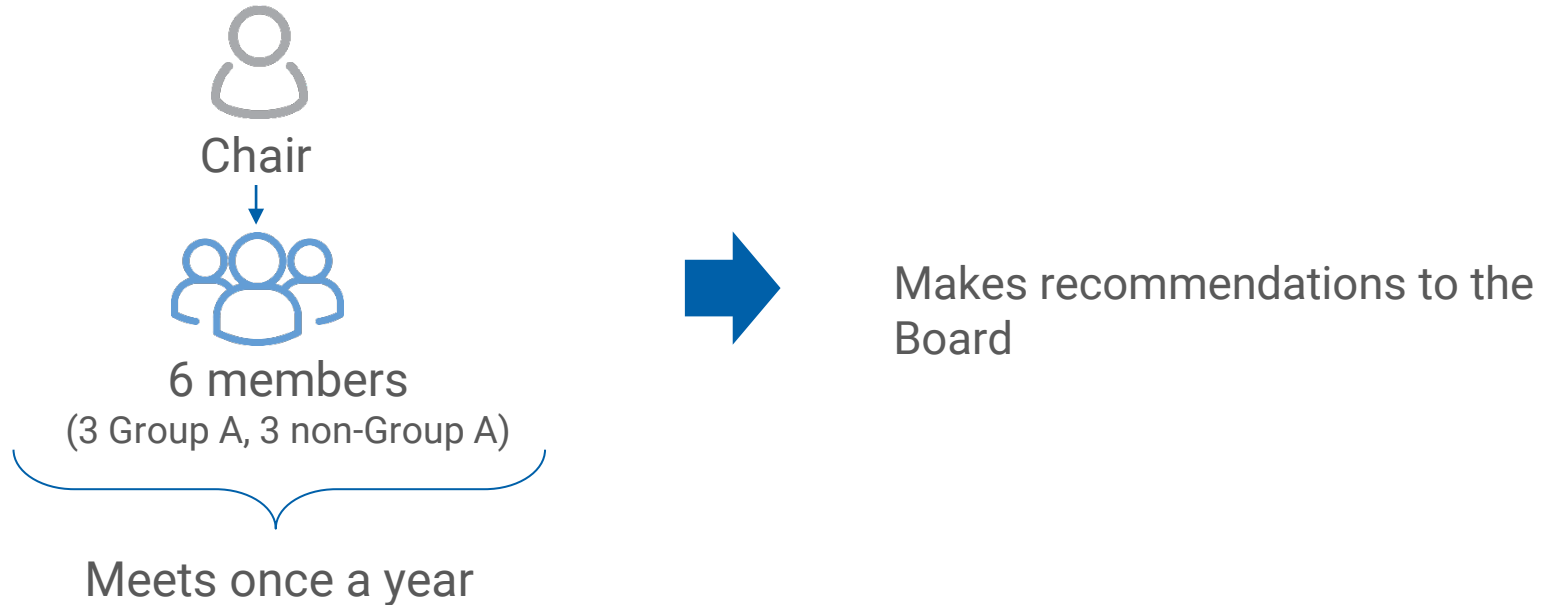 Chair
6 members
(3 Group A, 3 non-Group A)
Meets once a year
Makes recommendations to the
Board